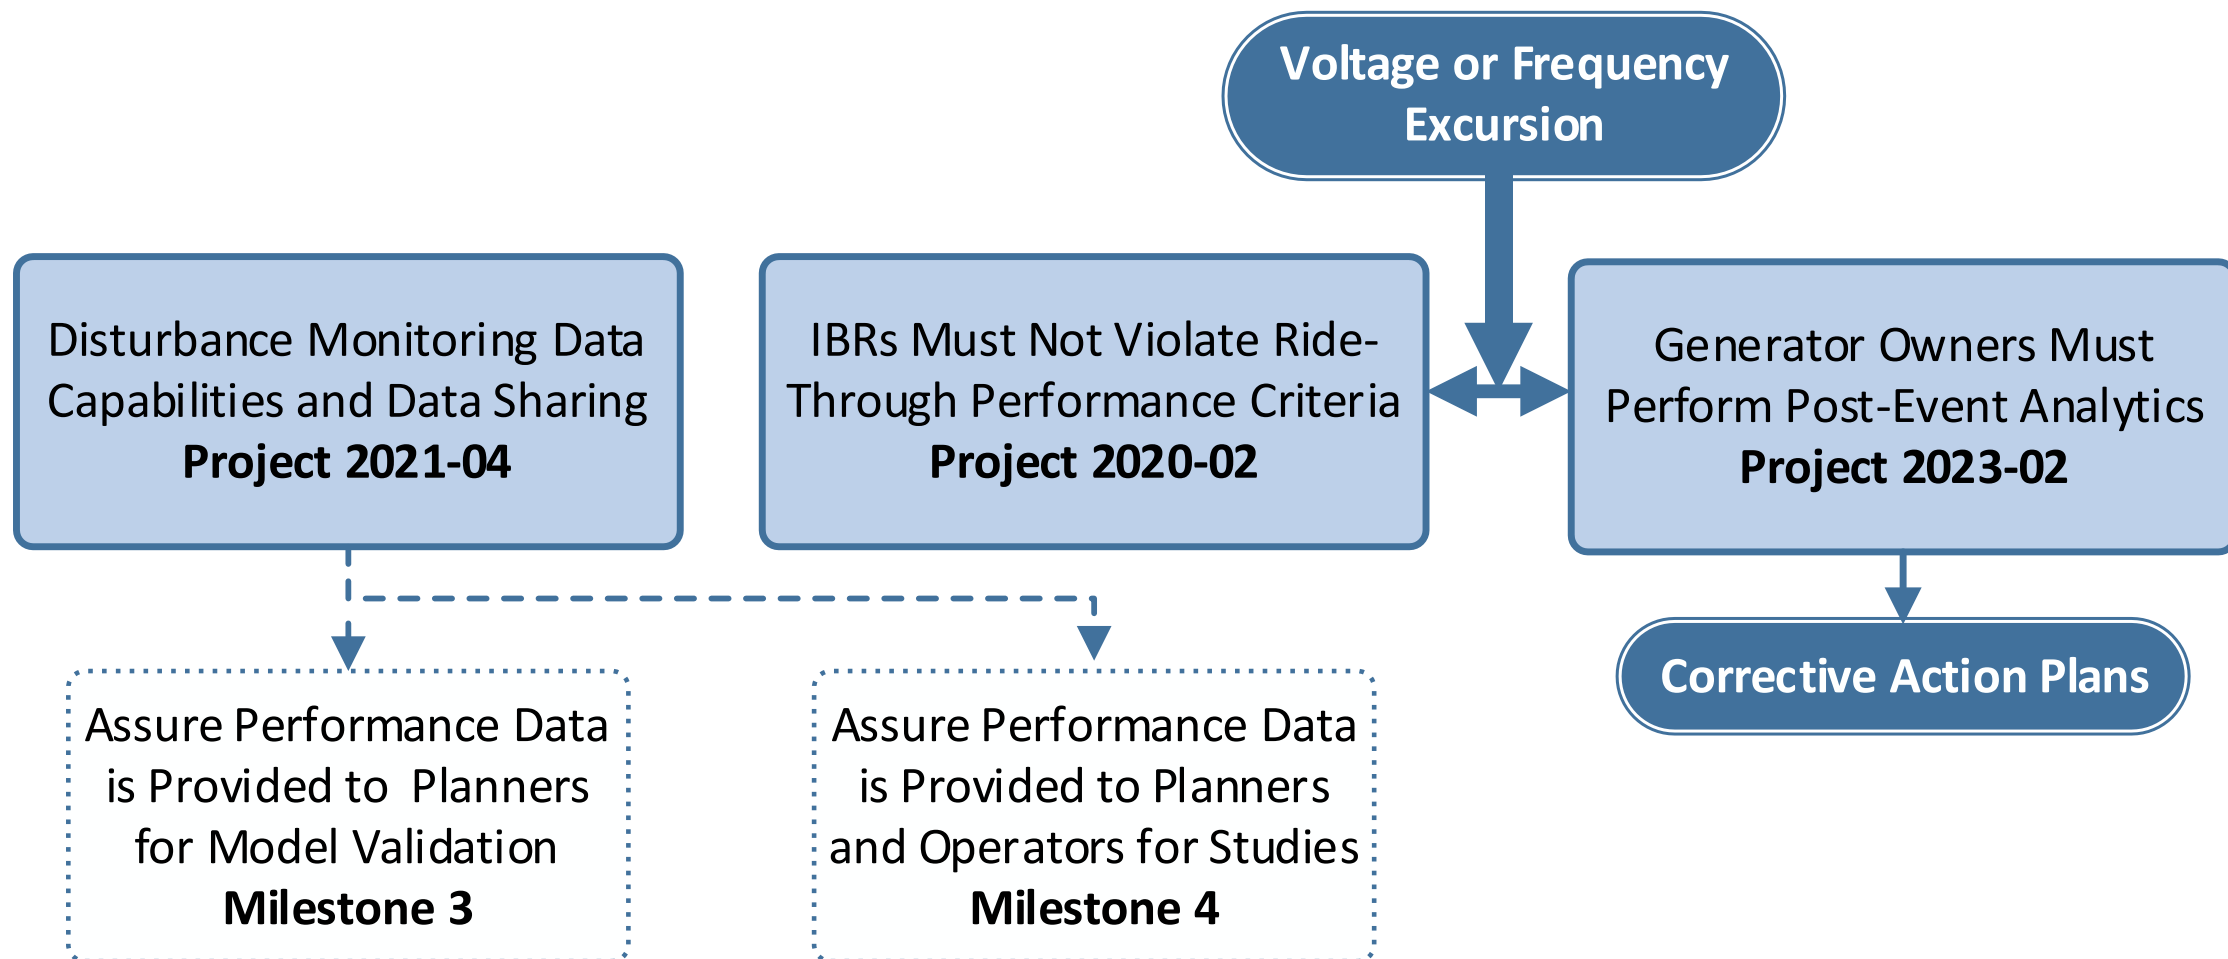 Voltage or Frequency
Excursion
Disturbance Monitoring Data
Capabilities and Data Sharing
Project 2021-04
IBRs Must Not Violate Ride-
Through Performance Criteria
Project 2020-02
Generator Owners Must
Perform Post-Event Analytics
Project 2023-02
Assure Performance Data
is Provided to Planners
for Model Validation
Milestone 3
Assure Performance Data
is Provided to Planners
and Operators for Studies
Milestone 4
Corrective Action Plans